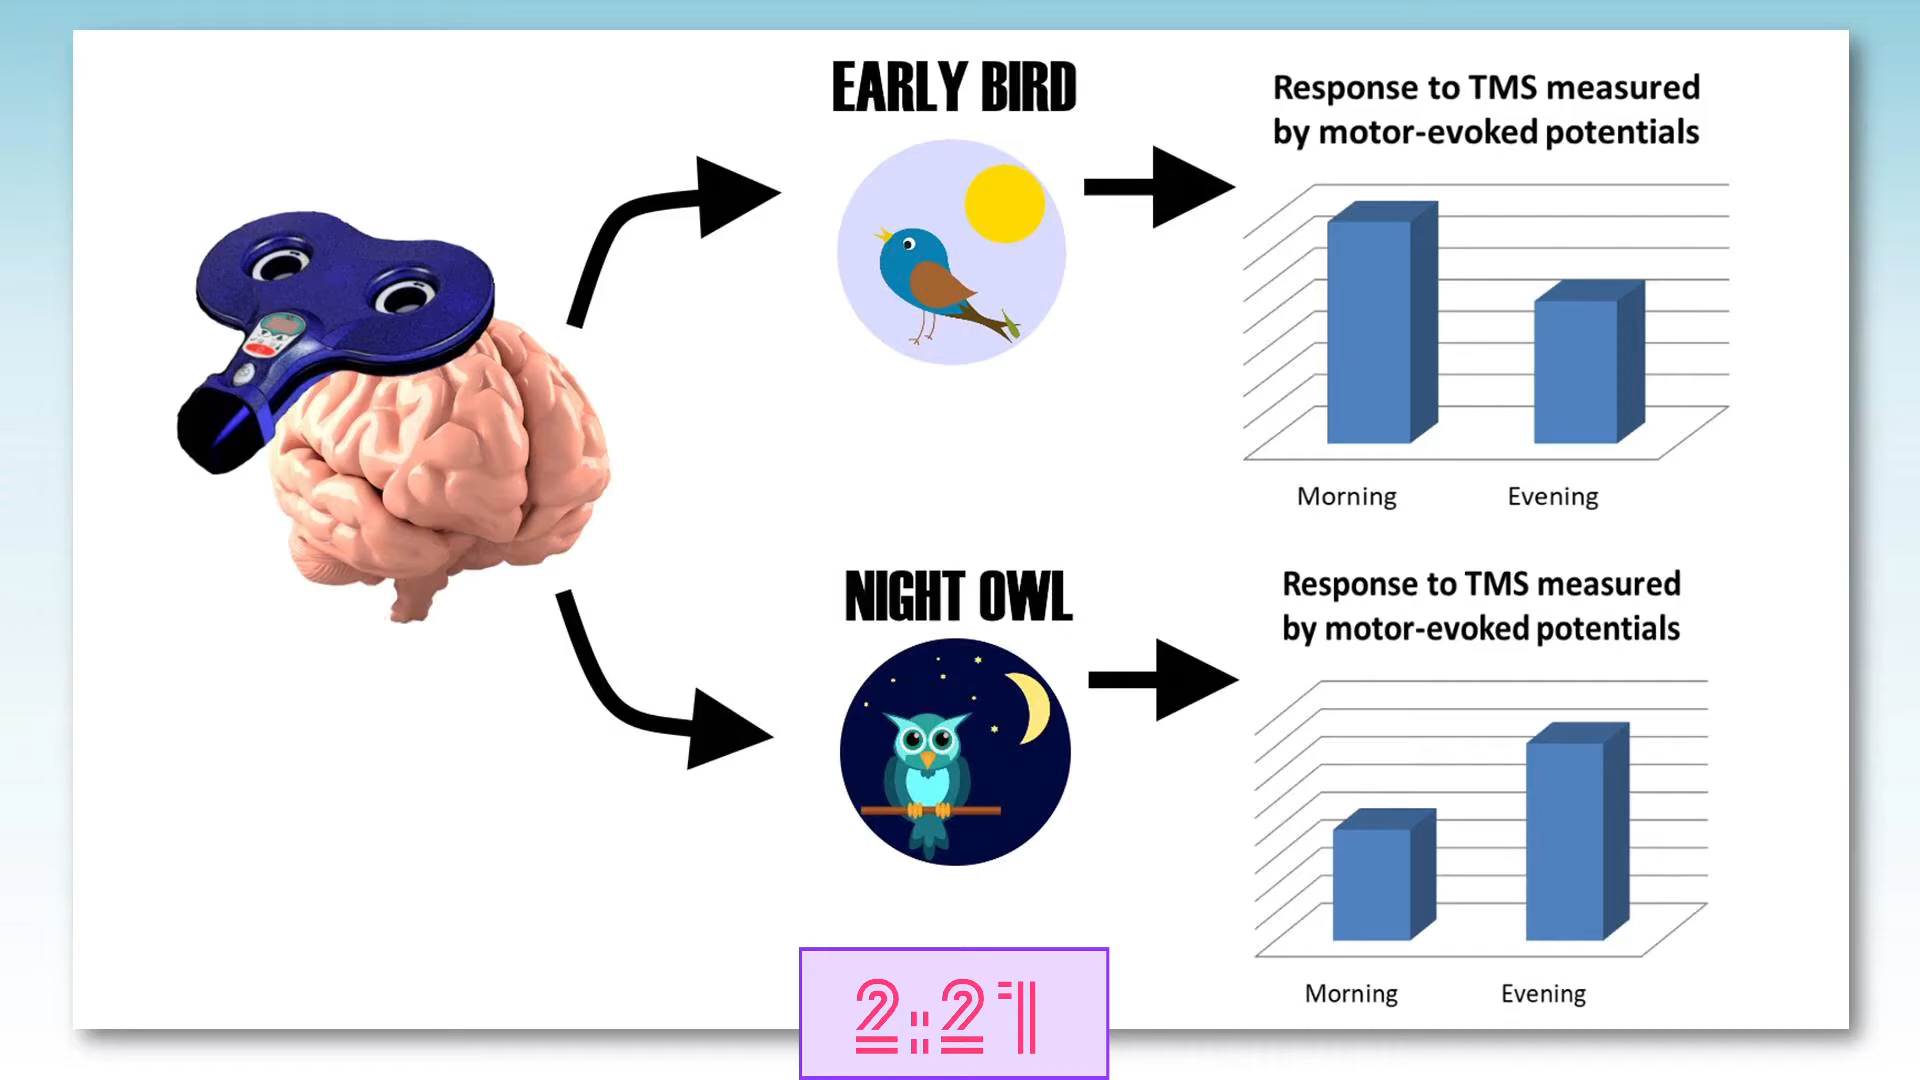 EARLY BIRD
Response to TMS measured
by motor-evoked potentials
Morning
Evening
NIGHT OWL
Response to TMS measured
by motor-evoked potentials
Morning
Evening
2:21